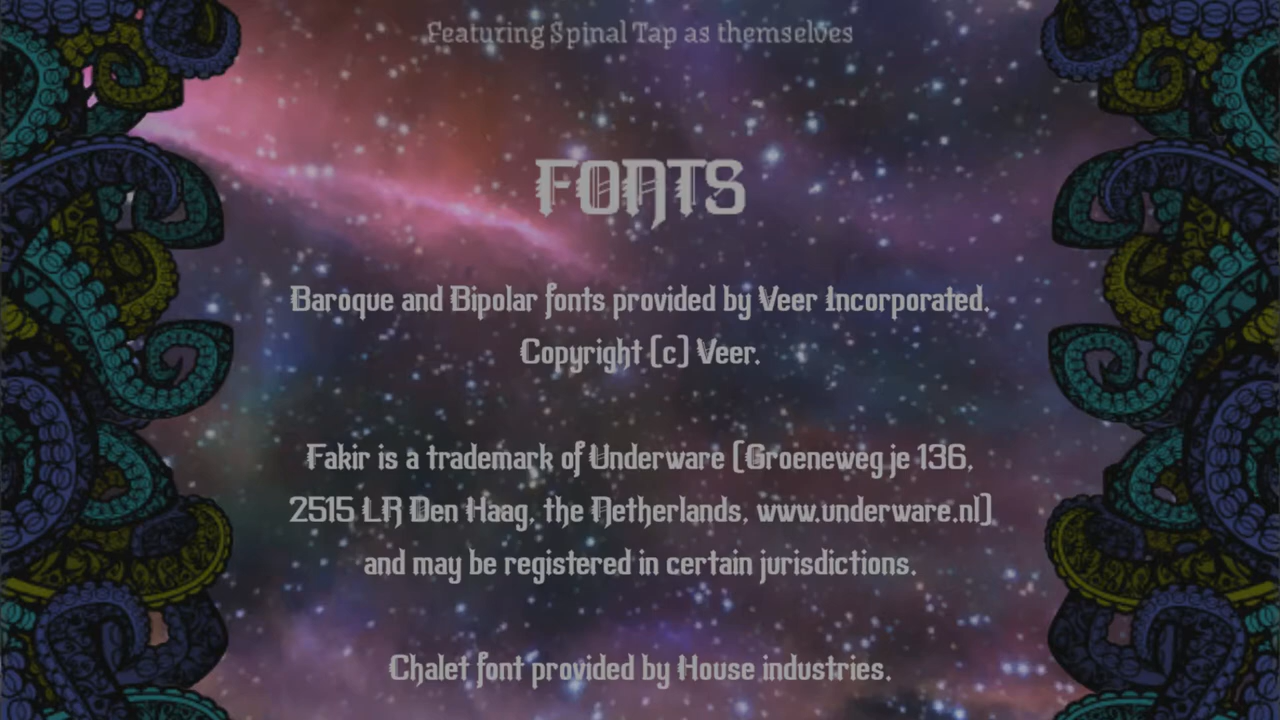 Featuring Spinal Tap as themselves
FONTS
Baroque and Bipolar fonts provided by Veer Incorporated.
Copyright (c) Veer.
Fakir is a trademark of Underware (Groeneweg je 136,
2515 LR Den Haag, the Netherlands, www.underware.nl)
and may be registered in certain jurisdictions.
Chalet font provided by House industries.